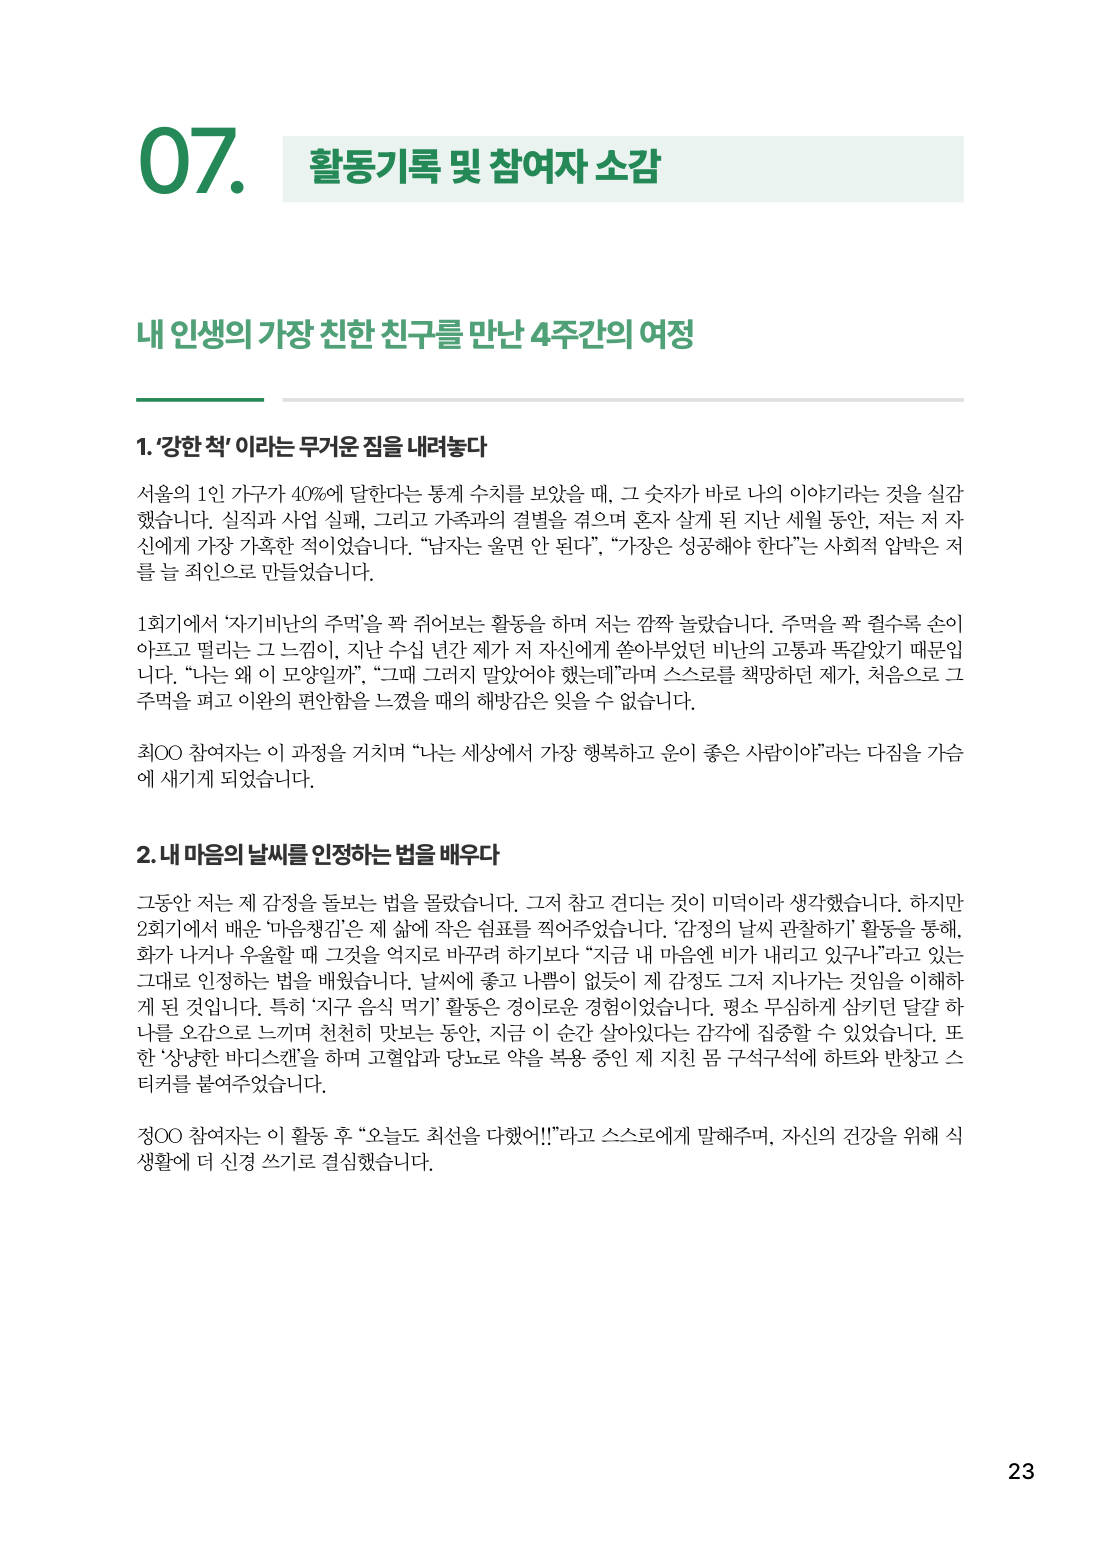 07.
활동기록 및 참여자 소감
내 인생의 가장 친한 친구를 만난 4주간의 여정
1. ‘강한 척’ 이라는 무거운 짐을 내려놓다
서울의 1인 가구가 40%에 달한다는 통계 수치를 보았을 때, 그 숫자가 바로 나의 이야기라는 것을 실감
했습니다. 실직과 사업 실패, 그리고 가족과의 결별을 겪으며 혼자 살게 된 지난 세월 동안, 저는 저 자
신에게 가장 가혹한 적이었습니다. “남자는 울면 안 된다”, “가장은 성공해야 한다”는 사회적 압박은 저
를 늘 죄인으로 만들었습니다.
1회기에서 ‘자기비난의 주먹’을 꽉 쥐어보는 활동을 하며 저는 깜짝 놀랐습니다. 주먹을 꽉 쥘수록 손이
아프고 떨리는 그 느낌이, 지난 수십 년간 제가 저 자신에게 쏟아부었던 비난의 고통과 똑같았기 때문입
니다. “나는 왜 이 모양일까”, “그때 그러지 말았어야 했는데”라며 스스로를 책망하던 제가, 처음으로 그
주먹을 펴고 이완의 편안함을 느꼈을 때의 해방감은 잊을 수 없습니다.
최OO 참여자는 이 과정을 거치며 “나는 세상에서 가장 행복하고 운이 좋은 사람이야”라는 다짐을 가슴
에 새기게 되었습니다.
2. 내 마음의 날씨를 인정하는 법을 배우다
그동안 저는 제 감정을 돌보는 법을 몰랐습니다. 그저 참고 견디는 것이 미덕이라 생각했습니다. 하지만
2회기에서 배운 ‘마음챙김’은 제 삶에 작은 쉼표를 찍어주었습니다. ‘감정의 날씨 관찰하기’ 활동을 통해,
화가 나거나 우울할 때 그것을 억지로 바꾸려 하기보다 “지금 내 마음엔 비가 내리고 있구나”라고 있는
그대로 인정하는 법을 배웠습니다. 날씨에 좋고 나쁨이 없듯이 제 감정도 그저 지나가는 것임을 이해하
게 된 것입니다. 특히 ‘지구 음식 먹기’ 활동은 경이로운 경험이었습니다. 평소 무심하게 삼키던 달걀 하
나를 오감으로 느끼며 천천히 맛보는 동안, 지금 이 순간 살아있다는 감각에 집중할 수 있었습니다. 또
한 ‘상냥한 바디스캔’을 하며 고혈압과 당뇨로 약을 복용 중인 제 지친 몸 구석구석에 하트와 반창고 스
티커를 붙여주었습니다.
정OO 참여자는 이 활동 후 “오늘도 최선을 다했어!!”라고 스스로에게 말해주며, 자신의 건강을 위해 식
생활에 더 신경 쓰기로 결심했습니다.
23